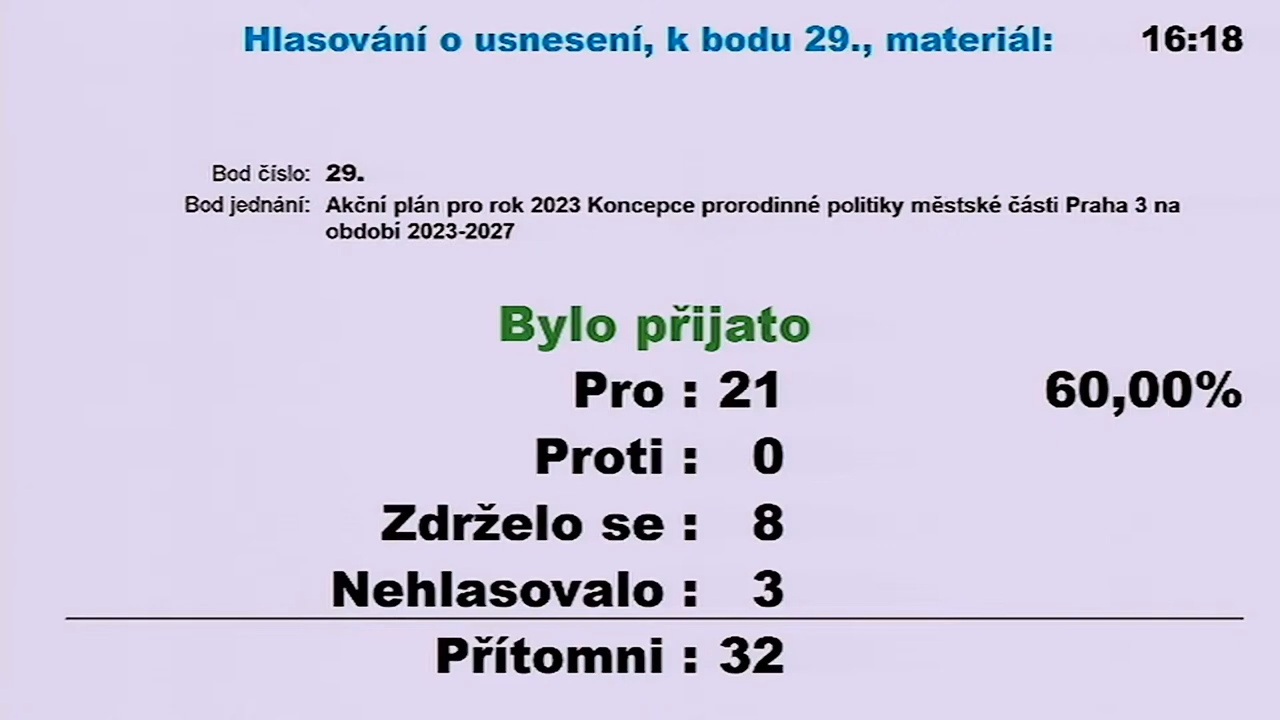 Hlasování o usnesení, k bodu 29., materiál: 16:18
Bod číslo: 29.
Bod jednání: Akční plán pro rok 2023 Koncepce prorodinné politiky městské části Praha 3 na
období 2023-2027
Bylo přijato
Pro : 21 60,00%
Proti : 0
Zdrželo se : 8
Nehlasovalo : 3
Přítomni : 32